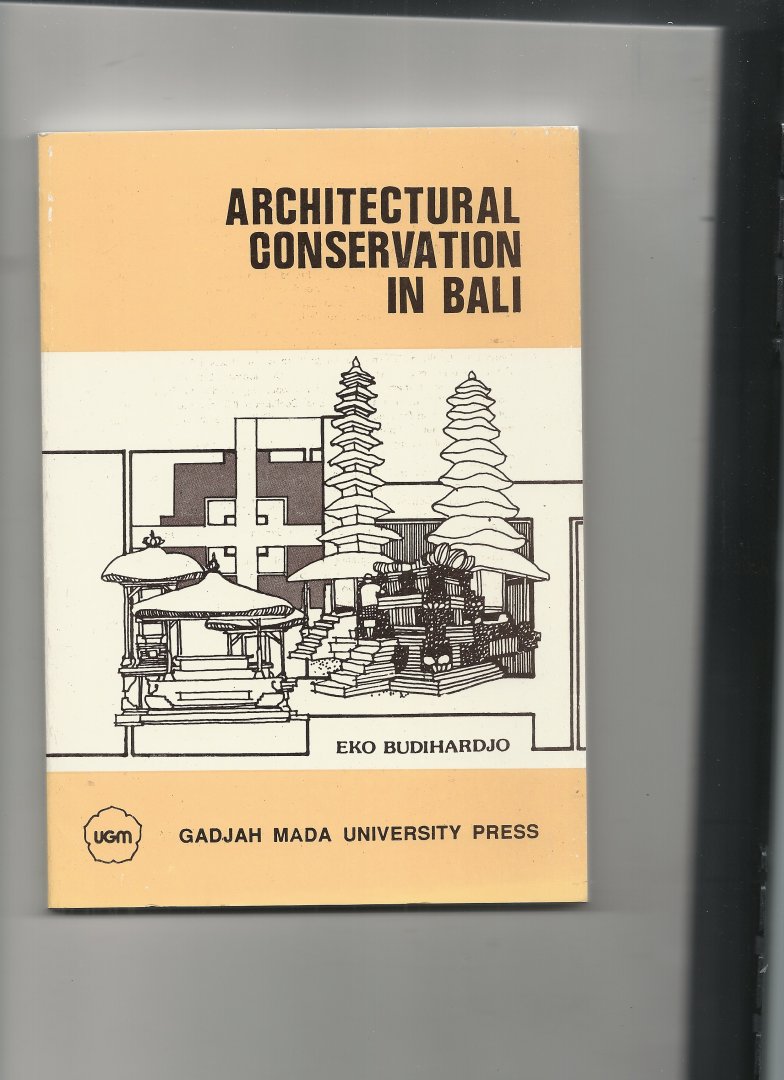 ARCHITECTURAL
CONSERVATION
IN BALI
EKO BUDIHARDJO
UGM
GADJAH MADA UNIVERSITY PRESS